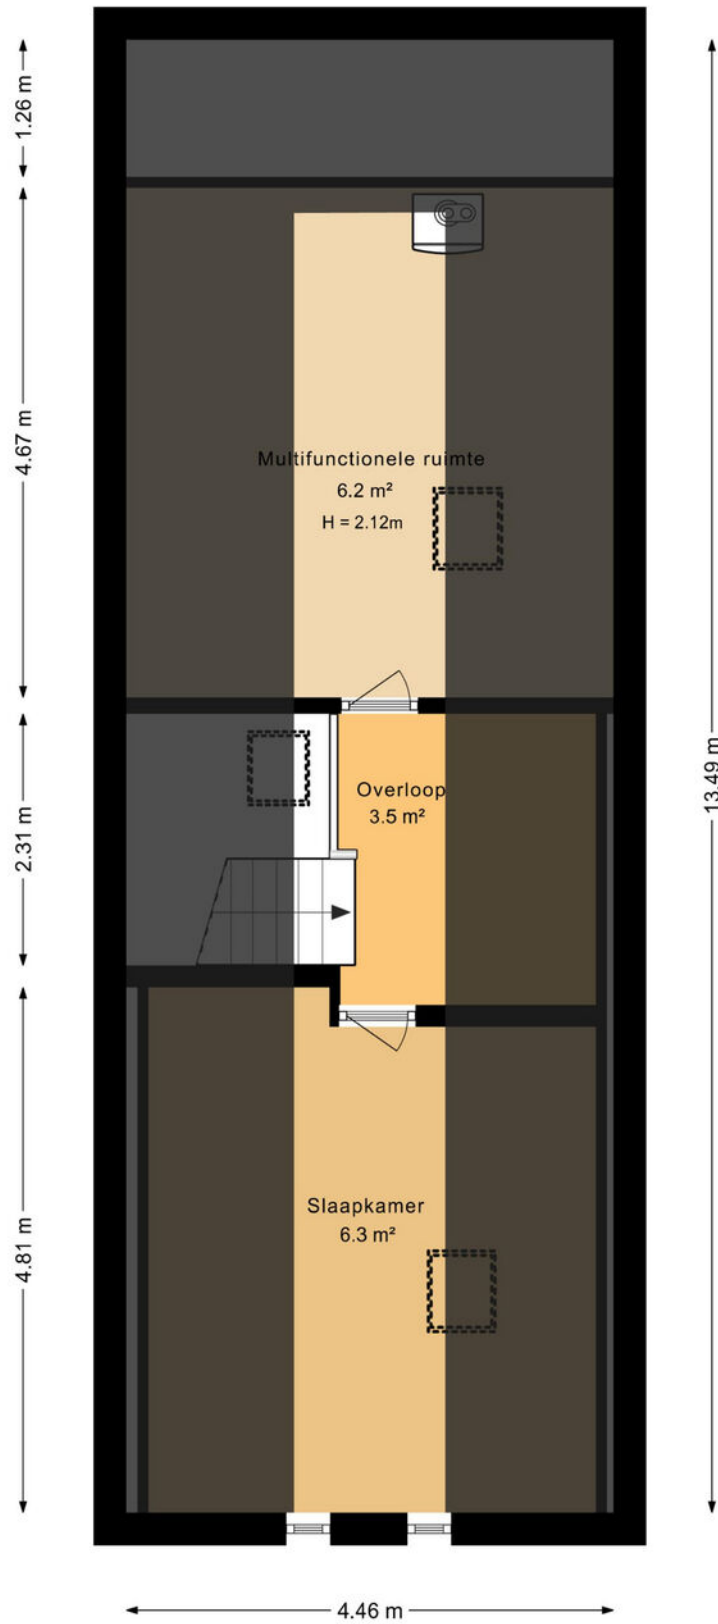 1.26 m
4.67 m
Multifunctionele ruimte
6.2 m²
H = 2.12m
13.49 m
2.31 m
Overloop
3.5 m²
4.81 m
Slaapkamer
6.3 m²
4.46 m